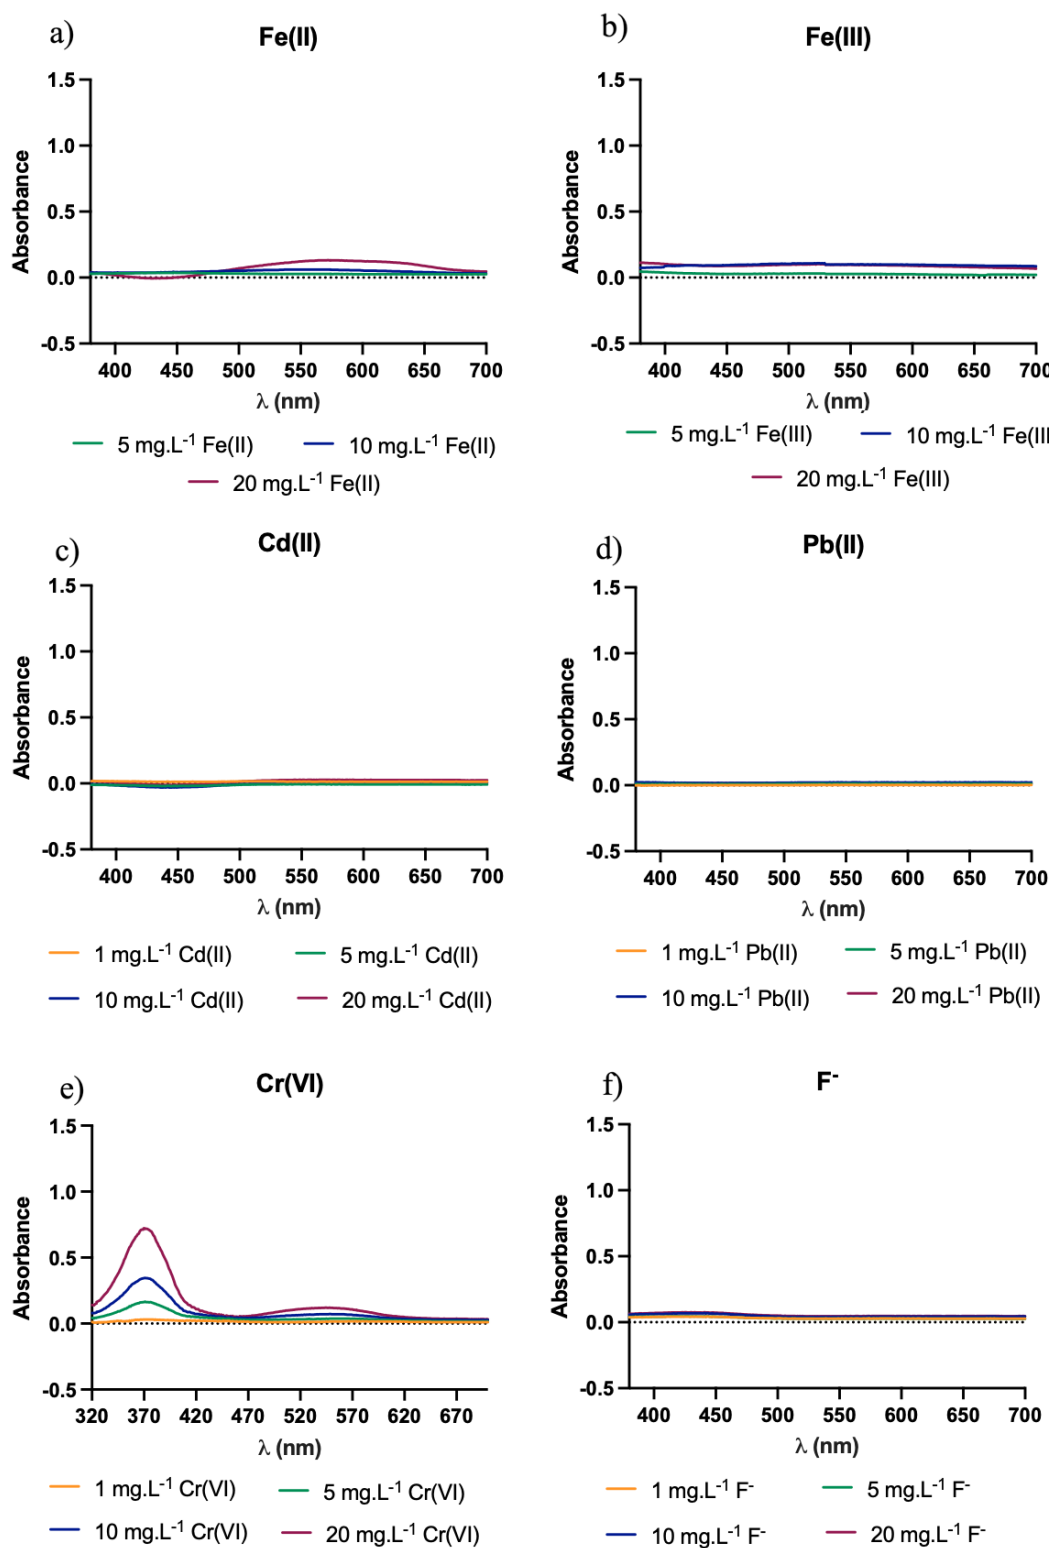 a) Fe(II)
1.5
1.0
0.5
0.0
-0.5
Absorbance
400 450 500 550 600 650 700
λ (nm)
5 mg.L⁻¹ Fe(II) 10 mg.L⁻¹ Fe(II)
20 mg.L⁻¹ Fe(II)
b) Fe(III)
1.5
1.0
0.5
0.0
-0.5
Absorbance
400 450 500 550 600 650 700
λ (nm)
5 mg.L⁻¹ Fe(III) 10 mg.L⁻¹ Fe(III
20 mg.L⁻¹ Fe(III)
c) Cd(II)
1.5
1.0
0.5
0.0
-0.5
Absorbance
400 450 500 550 600 650 700
λ (nm)
1 mg.L⁻¹ Cd(II) 5 mg.L⁻¹ Cd(II)
10 mg.L⁻¹ Cd(II) 20 mg.L⁻¹ Cd(II)
d) Pb(II)
1.5
1.0
0.5
0.0
-0.5
Absorbance
400 450 500 550 600 650 700
λ (nm)
1 mg.L⁻¹ Pb(II) 5 mg.L⁻¹ Pb(II)
10 mg.L⁻¹ Pb(II) 20 mg.L⁻¹ Pb(II)
e) Cr(VI)
1.5
1.0
0.5
0.0
-0.5
Absorbance
320 370 420 470 520 570 620 670
λ (nm)
1 mg.L⁻¹ Cr(VI) 5 mg.L⁻¹ Cr(VI)
10 mg.L⁻¹ Cr(VI) 20 mg.L⁻¹ Cr(VI)
f) F⁻
1.5
1.0
0.5
0.0
-0.5
Absorbance
400 450 500 550 600 650 700
λ (nm)
1 mg.L⁻¹ F⁻ 5 mg.L⁻¹ F⁻
10 mg.L⁻¹ F⁻ 20 mg.L⁻¹ F⁻